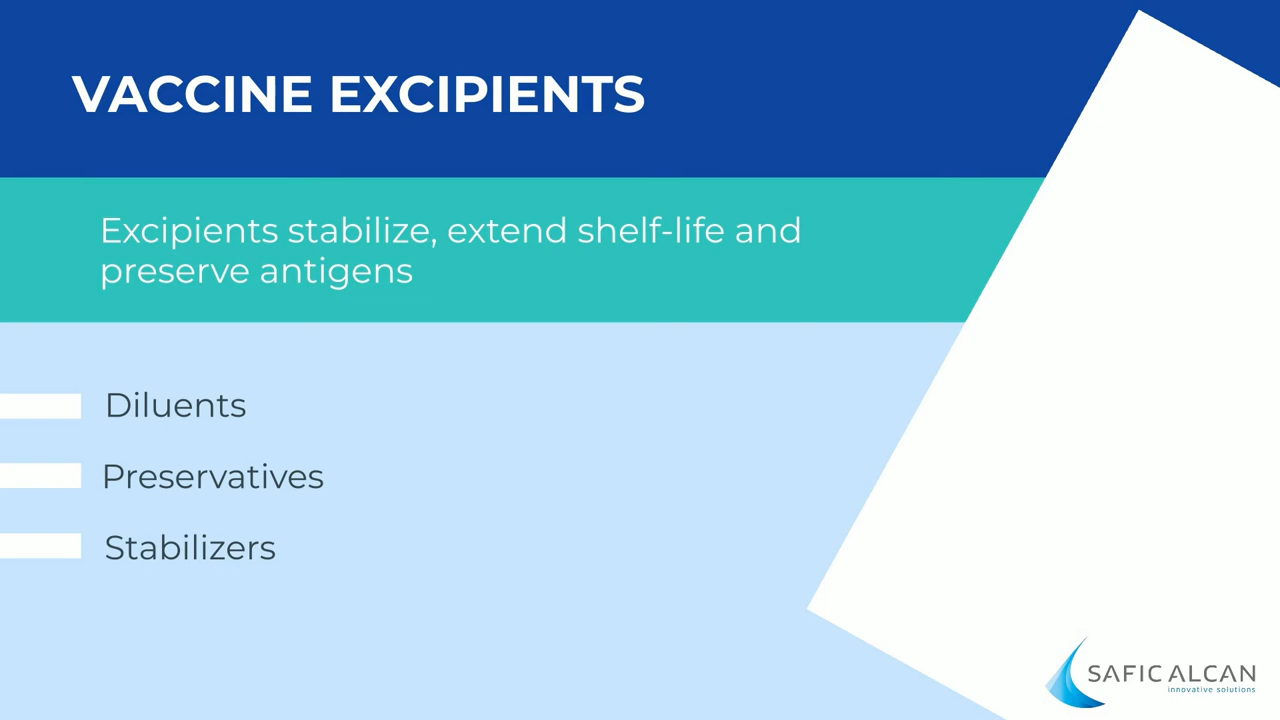 VACCINE EXCIPIENTS
Excipients stabilize, extend shelf-life and
preserve antigens
Diluents
Preservatives
Stabilizers
SAFIC ALCAN
innovative solutions